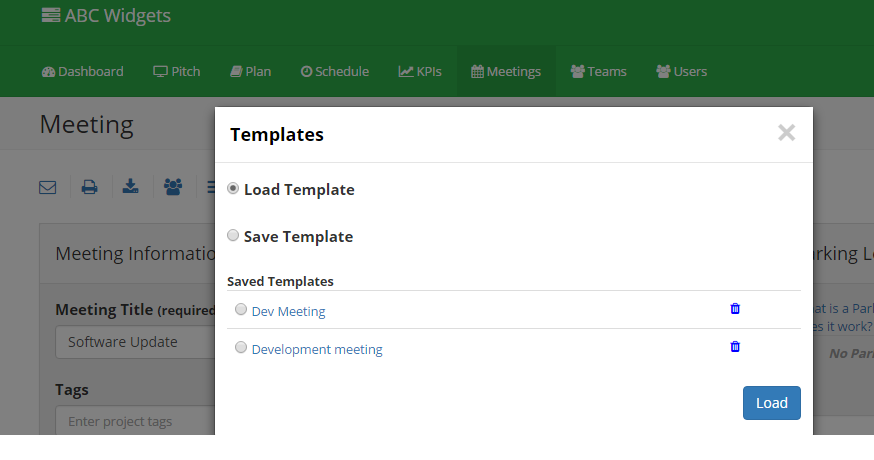 ABC Widgets
Dashboard Pitch Plan Schedule KPIs Meetings Teams Users
Meeting
Templates
Load Template
Save Template
Saved Templates
Dev Meeting
Development meeting
Load
Meeting Informatio
Meeting Title (required
Software Update
Tags
Enter project tags
rking L
at is a Par
es it work?
No Par